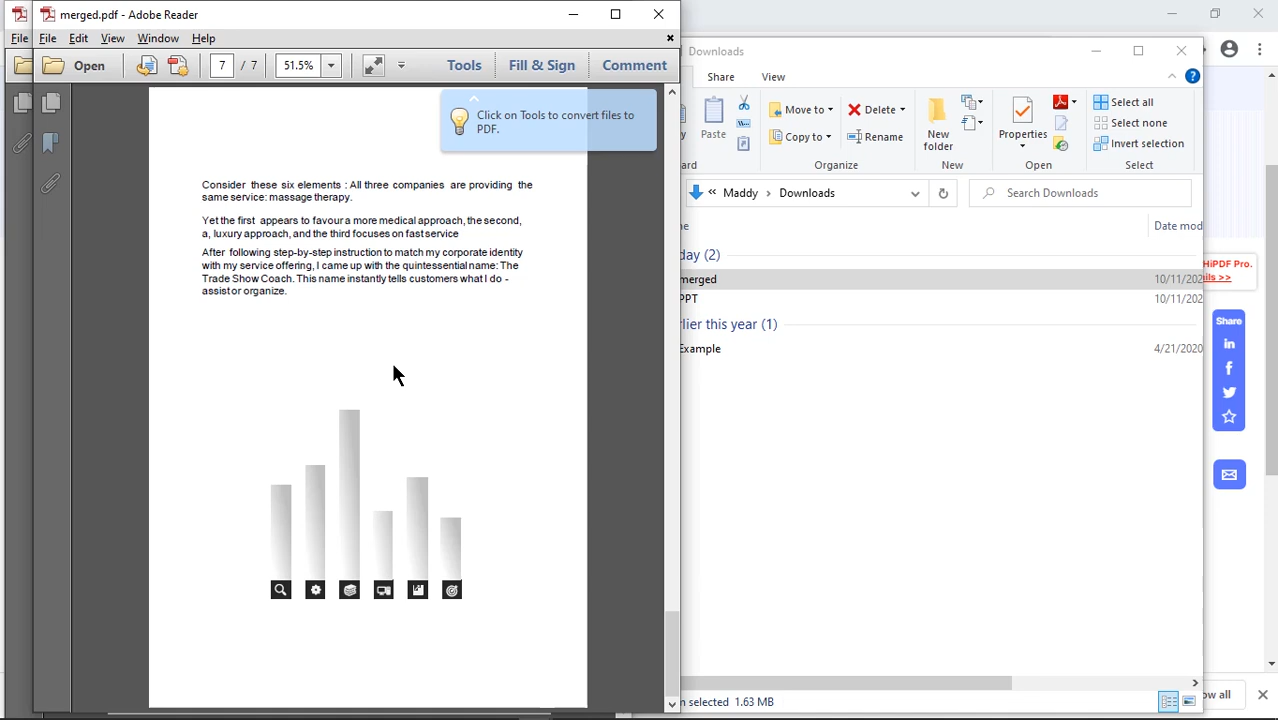 merged.pdf - Adobe Reader
File
File Edit View Window Help
Open
7 / 7
51.5%
Tools
Fill & Sign
Comment
Click on Tools to convert files to
PDF.
Consider these six elements : All three companies are providing the
same service: massage therapy.
Yet the first appears to favour a more medical approach, the second,
a, luxury approach, and the third focuses on fast service
After following step-by-step instruction to match my corporate identity
with my service offering, I came up with the quintessential name: The
Trade Show Coach. This name instantly tells customers what I do -
assist or organize.
Downloads
Share View
Paste
Move to
Copy to
Delete
Rename
Organize
New
folder
New
Properties
Open
Select all
Select none
Invert selection
Select
« Maddy › Downloads
Search Downloads
Date mod
day (2)
merged 10/11/202
PPT 10/11/202
rlier this year (1)
Example 4/21/2020
n selected 1.63 MB
HiPDF Pro.
ils >>
Share
in
ow all